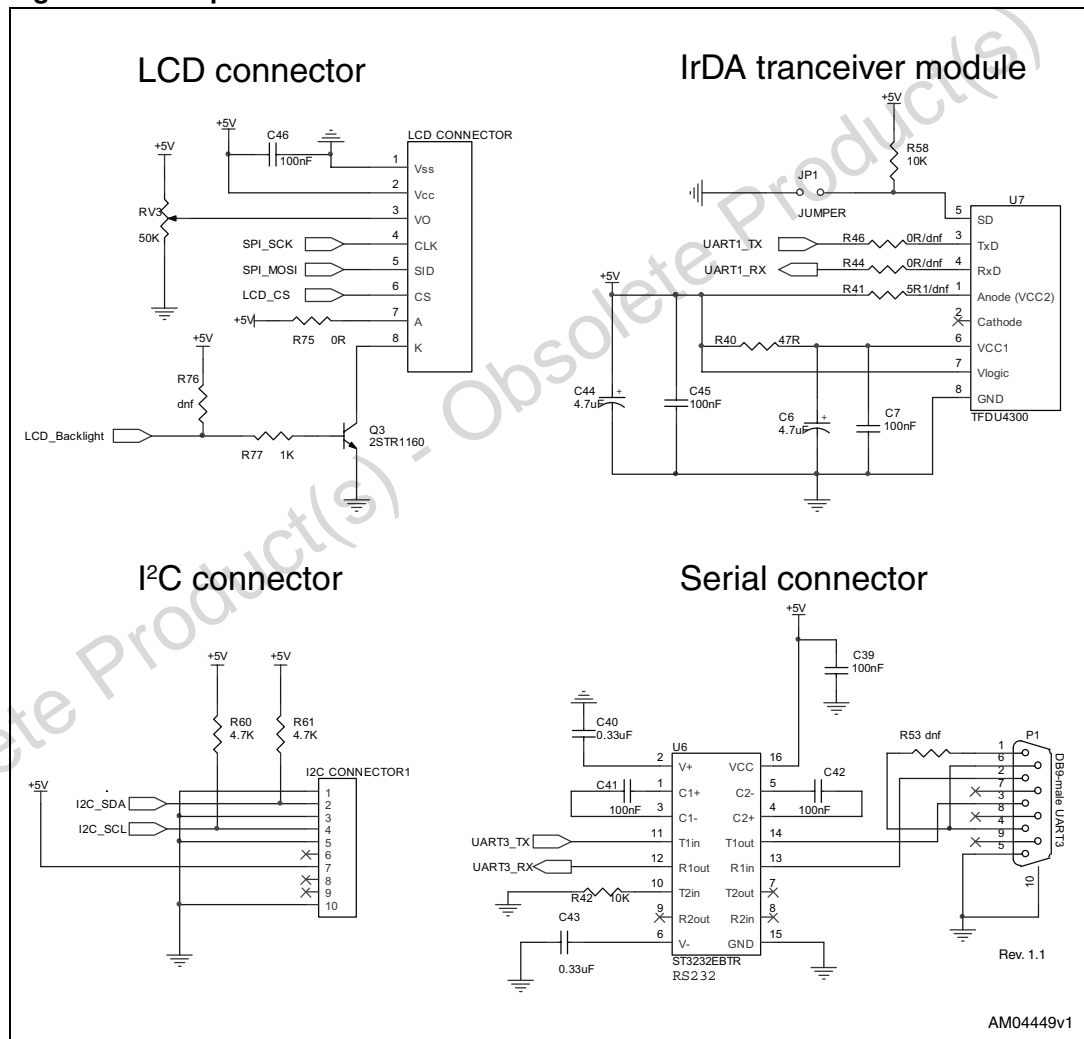 LCD connector
+5V
C46
100nF
+5V
RV3
50K
LCD CONNECTOR
1 Vss
2 Vcc
3 VO
SPI_SCK 4 CLK
SPI_MOSI 5 SID
LCD_CS 6 CS
+5V 7 A
R75 0R
8 K
+5V
R76
dnf
LCD_Backlight
R77 1K
Q3
2STR1160
IrDA tranceiver module
+5V
R58
10K
JP1
JUMPER
U7
5 SD
UART1_TX R46 0R/dnf 3 TxD
UART1_RX R44 0R/dnf 4 RxD
+5V
R41 5R1/dnf 1 Anode (VCC2)
2 Cathode
R40 47R 6 VCC1
7 Vlogic
8 GND
TFDU4300
C44
4.7uF
C45
100nF
C6
4.7uF
C7
100nF
+
+
I²C connector
+5V +5V
R60
4.7K
R61
4.7K
I2C CONNECTOR1
+5V
1
I2C_SDA 2
3
I2C_SCL 4
5
6
7
8
9
10
Serial connector
+5V
C39
100nF
C40
0.33uF
U6
2 V+ VCC 16
C41
100nF
1 C1+ C2- 5
C42
100nF
3 C1- C2+ 4
UART3_TX 11 T1in T1out 14
UART3_RX 12 R1out R1in 13
R42 10K 10 T2in T2out 7
9 R2out R2in 8
C43
0.33uF
6 V- GND 15
ST3232EBTR
RS232
R53 dnf
P1
1
6
2
7
3
8
4
9
5
10
DB9-male UART3
Rev. 1.1
AM04449v1
Obsolete Product(s) - Obsolete Product(s)